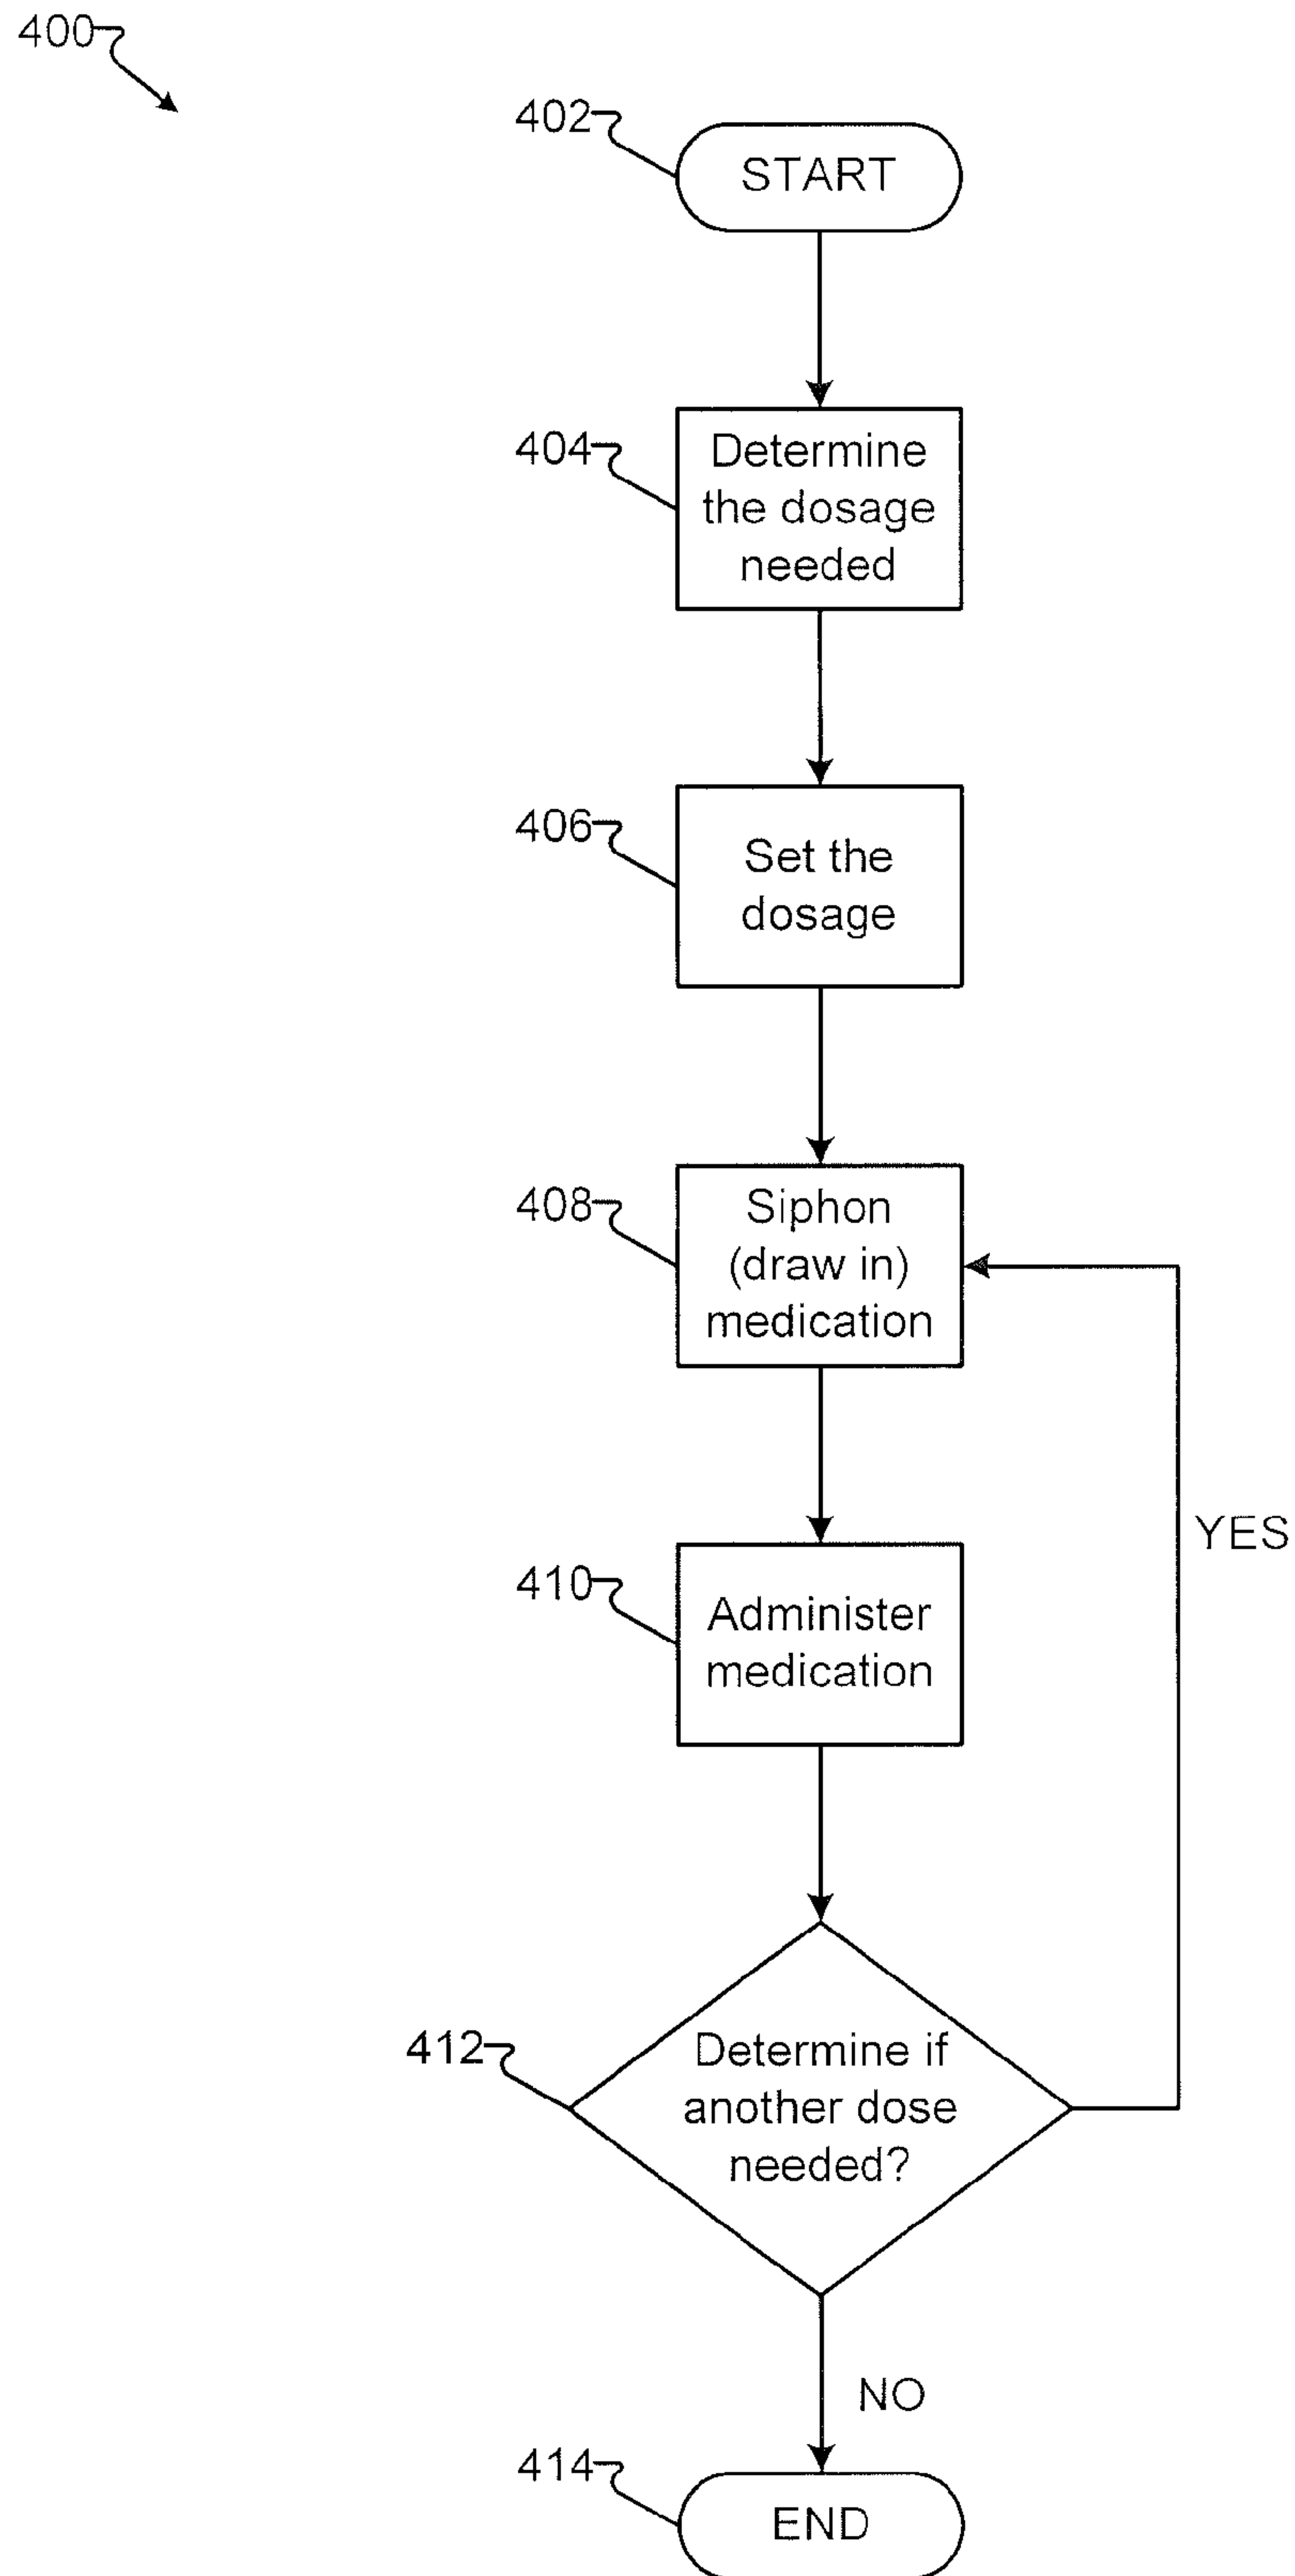 400
402
START
404
Determine
the dosage
needed
406
Set the
dosage
408
Siphon
(draw in)
medication
YES
410
Administer
medication
412
Determine if
another dose
needed?
NO
414
END